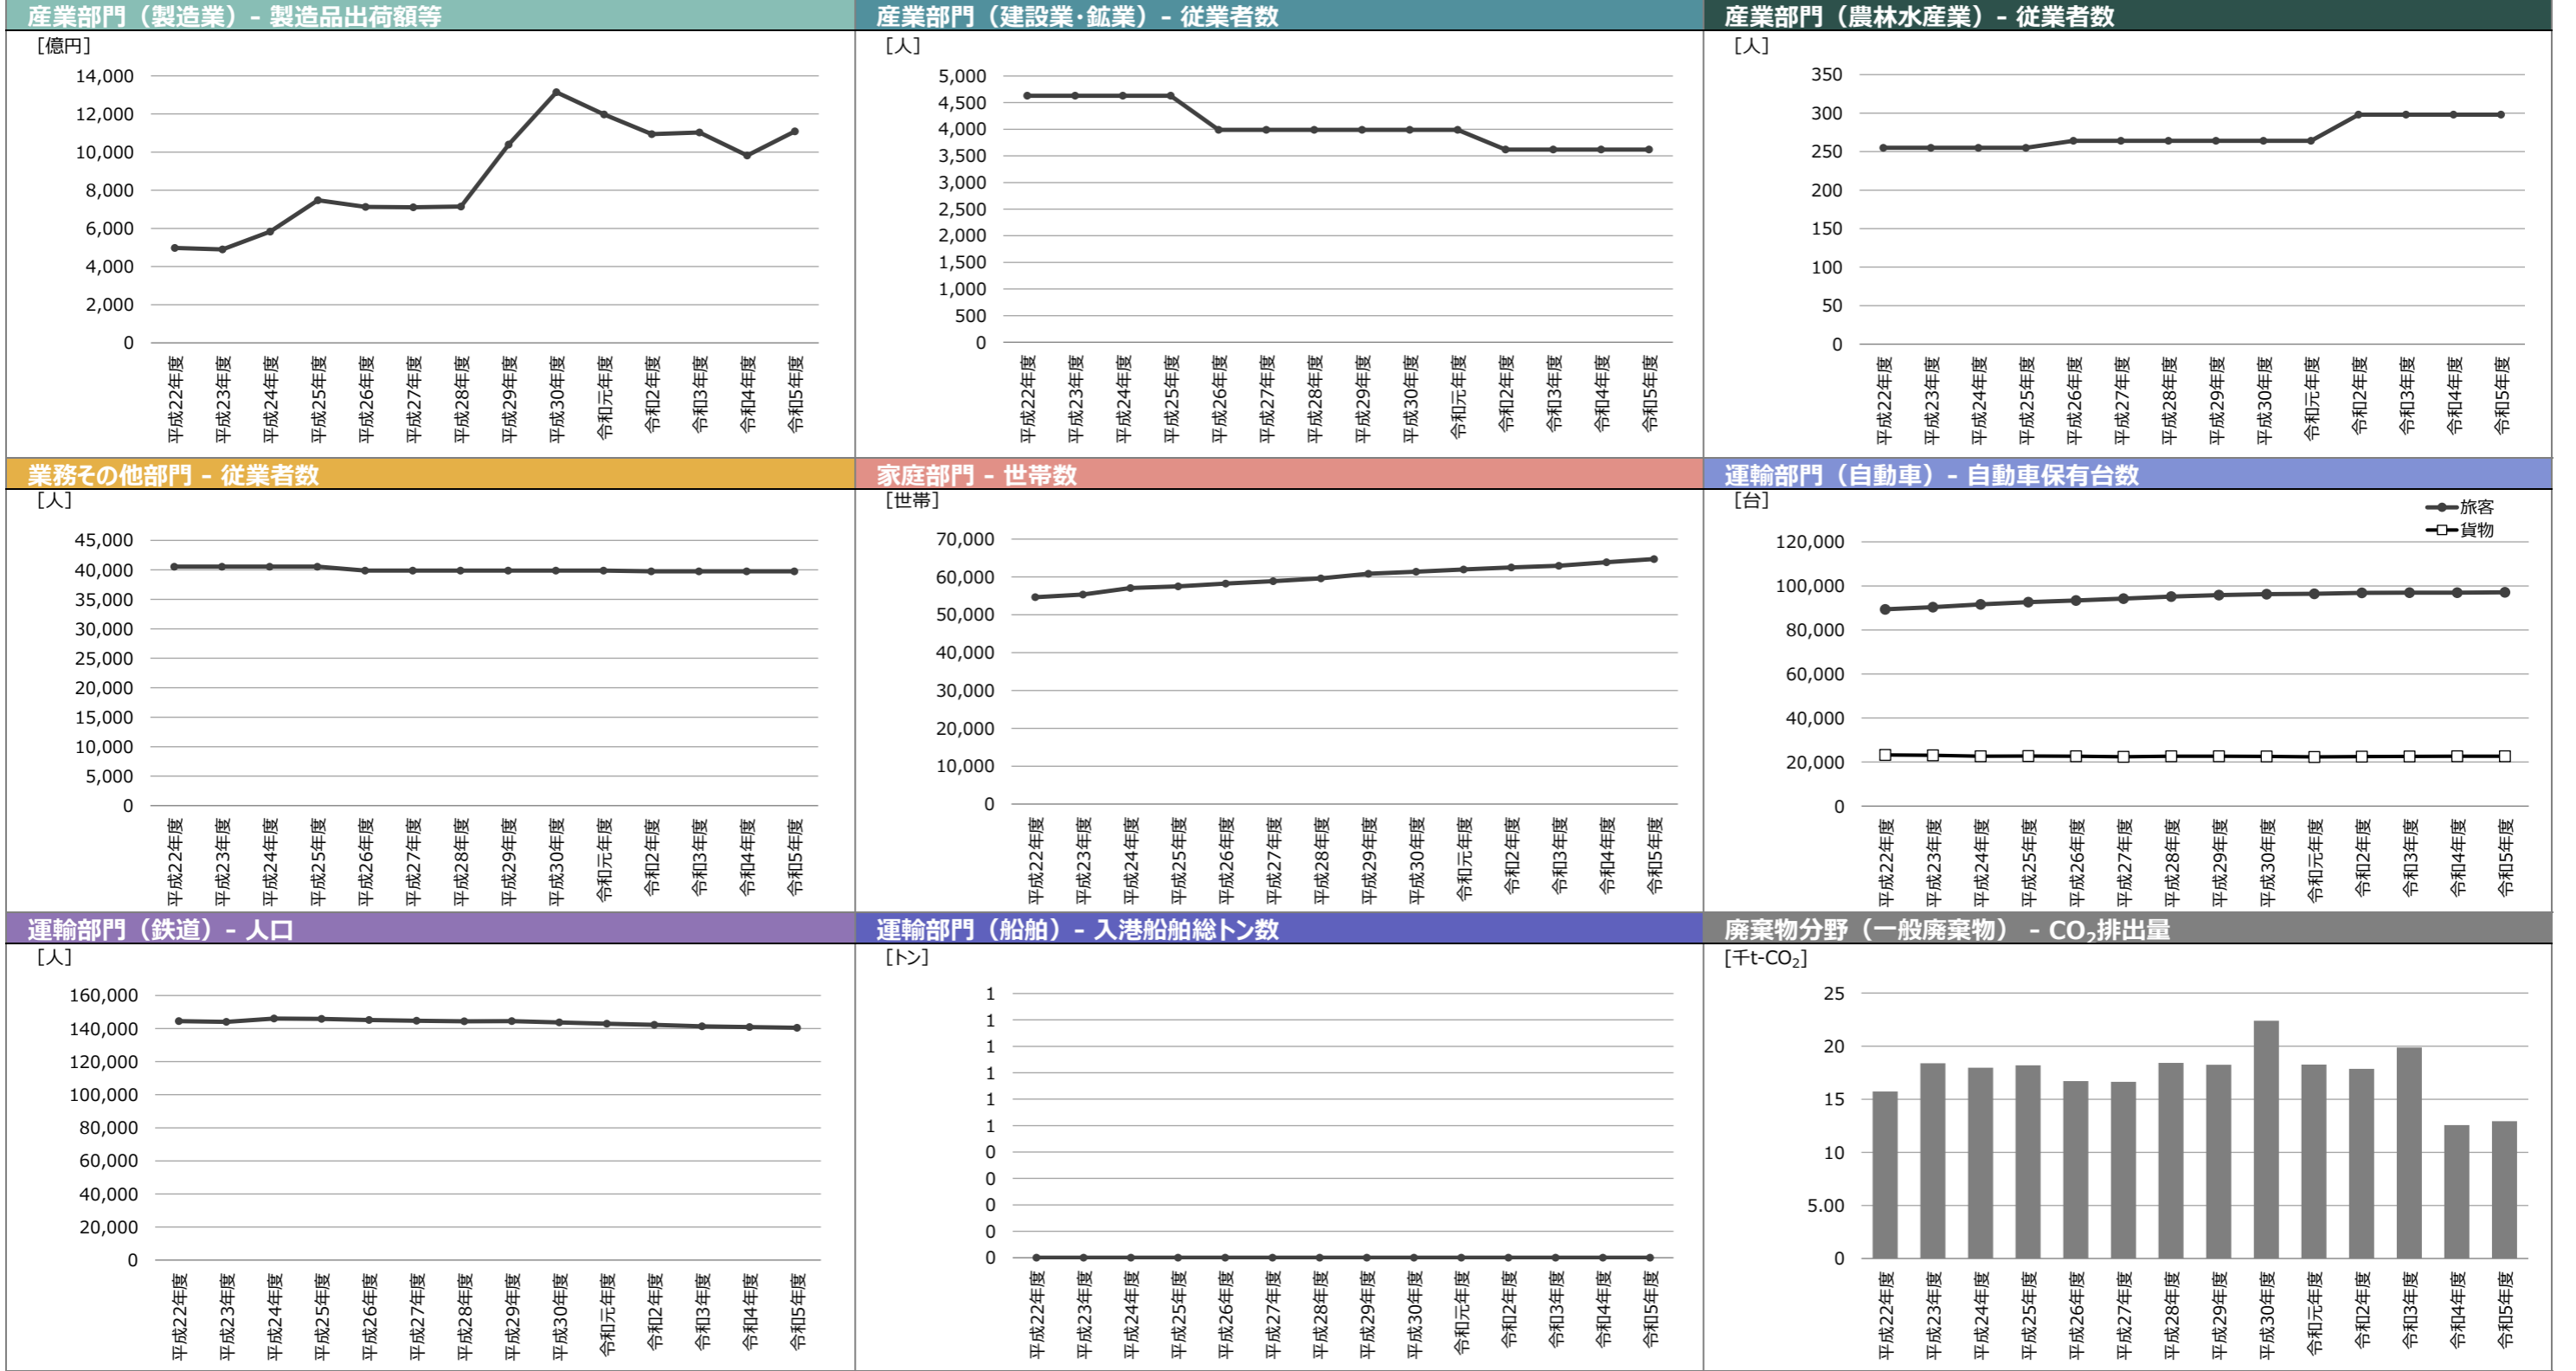 産業部門（製造業）- 製造品出荷額等
[億円]
14,000
12,000
10,000
8,000
6,000
4,000
2,000
0
平成22年度
平成23年度
平成24年度
平成25年度
平成26年度
平成27年度
平成28年度
平成29年度
平成30年度
令和元年度
令和2年度
令和3年度
令和4年度
令和5年度
産業部門（建設業･鉱業）- 従業者数
[人]
5,000
4,500
4,000
3,500
3,000
2,500
2,000
1,500
1,000
500
0
平成22年度
平成23年度
平成24年度
平成25年度
平成26年度
平成27年度
平成28年度
平成29年度
平成30年度
令和元年度
令和2年度
令和3年度
令和4年度
令和5年度
産業部門（農林水産業）- 従業者数
[人]
350
300
250
200
150
100
50
0
平成22年度
平成23年度
平成24年度
平成25年度
平成26年度
平成27年度
平成28年度
平成29年度
平成30年度
令和元年度
令和2年度
令和3年度
令和4年度
令和5年度
業務その他部門 - 従業者数
[人]
45,000
40,000
35,000
30,000
25,000
20,000
15,000
10,000
5,000
0
平成22年度
平成23年度
平成24年度
平成25年度
平成26年度
平成27年度
平成28年度
平成29年度
平成30年度
令和元年度
令和2年度
令和3年度
令和4年度
令和5年度
家庭部門 - 世帯数
[世帯]
70,000
60,000
50,000
40,000
30,000
20,000
10,000
0
平成22年度
平成23年度
平成24年度
平成25年度
平成26年度
平成27年度
平成28年度
平成29年度
平成30年度
令和元年度
令和2年度
令和3年度
令和4年度
令和5年度
運輸部門（自動車）- 自動車保有台数
[台]
旅客
貨物
120,000
100,000
80,000
60,000
40,000
20,000
0
平成22年度
平成23年度
平成24年度
平成25年度
平成26年度
平成27年度
平成28年度
平成29年度
平成30年度
令和元年度
令和2年度
令和3年度
令和4年度
令和5年度
運輸部門（鉄道）- 人口
[人]
160,000
140,000
120,000
100,000
80,000
60,000
40,000
20,000
0
平成22年度
平成23年度
平成24年度
平成25年度
平成26年度
平成27年度
平成28年度
平成29年度
平成30年度
令和元年度
令和2年度
令和3年度
令和4年度
令和5年度
運輸部門（船舶）- 入港船舶総トン数
[トン]
1
1
1
1
1
1
0
0
0
0
0
平成22年度
平成23年度
平成24年度
平成25年度
平成26年度
平成27年度
平成28年度
平成29年度
平成30年度
令和元年度
令和2年度
令和3年度
令和4年度
令和5年度
廃棄物分野（一般廃棄物） - CO₂排出量
[千t-CO₂]
25
20
15
10
5.00
0
平成22年度
平成23年度
平成24年度
平成25年度
平成26年度
平成27年度
平成28年度
平成29年度
平成30年度
令和元年度
令和2年度
令和3年度
令和4年度
令和5年度